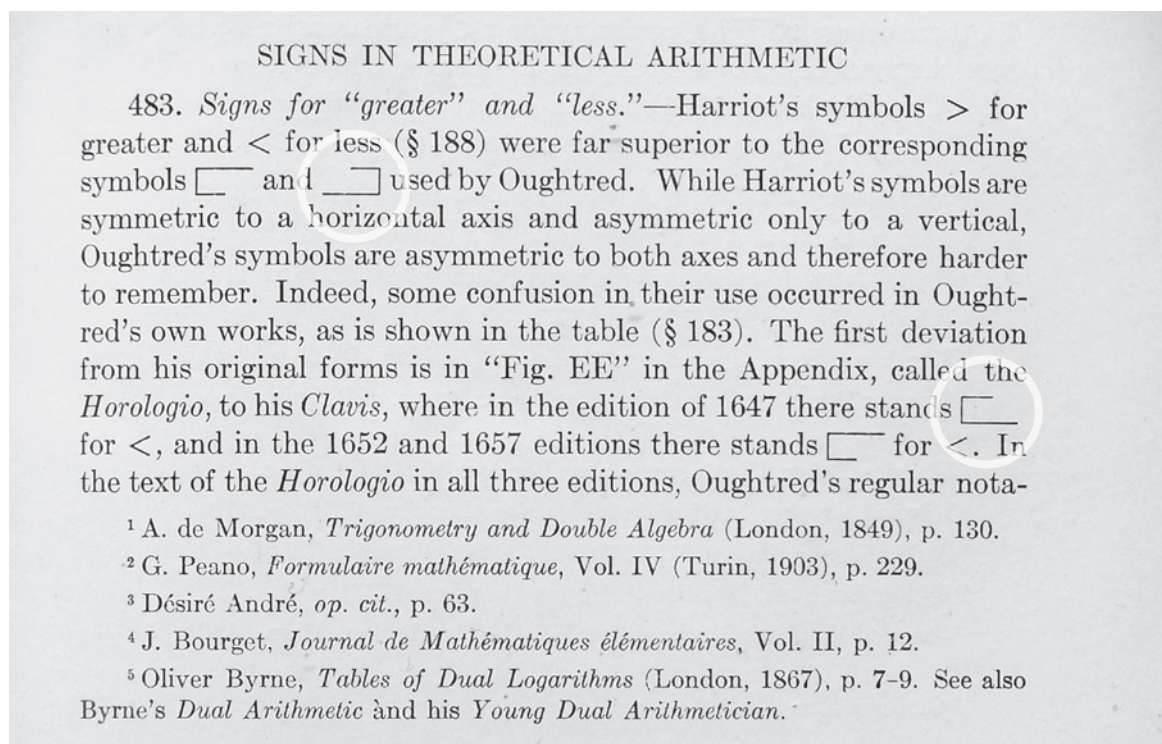 SIGNS IN THEORETICAL ARITHMETIC
483. Signs for “greater” and “less.”—Harriot’s symbols > for
greater and < for less (§ 188) were far superior to the corresponding
symbols ⫍ and ⫎ used by Oughtred. While Harriot’s symbols are
symmetric to a horizontal axis and asymmetric only to a vertical,
Oughtred’s symbols are asymmetric to both axes and therefore harder
to remember. Indeed, some confusion in their use occurred in Ought-
red’s own works, as is shown in the table (§ 183). The first deviation
from his original forms is in “Fig. EE” in the Appendix, called the
Horologio, to his Clavis, where in the edition of 1647 there stands
for <, and in the 1652 and 1657 editions there stands ⫍ for <. In
the text of the Horologio in all three editions, Oughtred’s regular nota-
¹ A. de Morgan, Trigonometry and Double Algebra (London, 1849), p. 130.
² G. Peano, Formulaire mathématique, Vol. IV (Turin, 1903), p. 229.
³ Désiré André, op. cit., p. 63.
⁴ J. Bourget, Journal de Mathématiques élémentaires, Vol. II, p. 12.
⁵ Oliver Byrne, Tables of Dual Logarithms (London, 1867), p. 7–9. See also
Byrne’s Dual Arithmetic and his Young Dual Arithmetician.